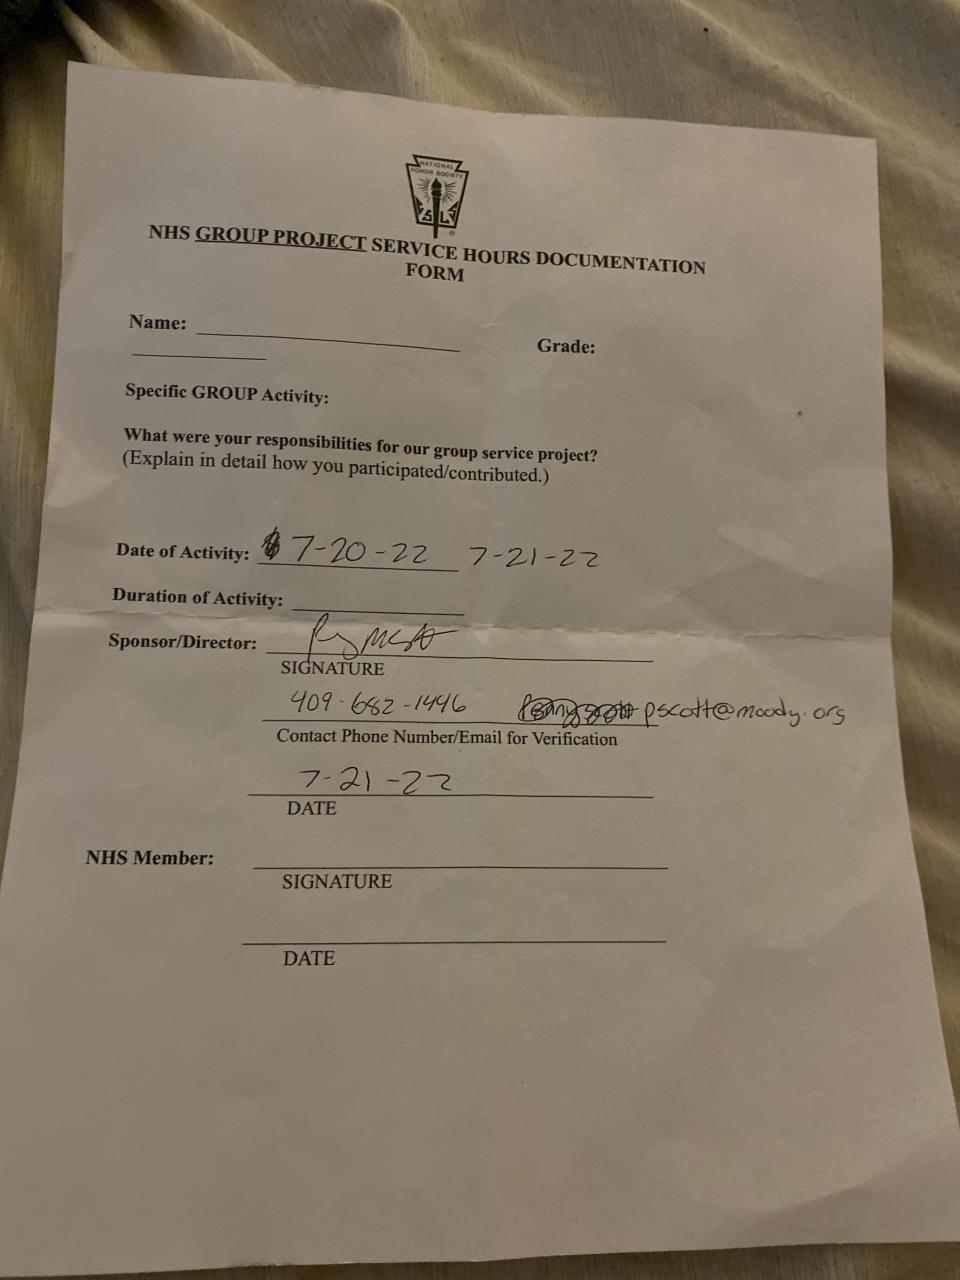 NATIONAL
HONOR SOCIETY
S L
NHS GROUP PROJECT SERVICE HOURS DOCUMENTATION
FORM
Name:
Grade:
Specific GROUP Activity:
What were your responsibilities for our group service project?
(Explain in detail how you participated/contributed.)
Date of Activity: 7-20-22 7-21-22
Duration of Activity:
Sponsor/Director:
SIGNATURE
409-682-1446 pscott@moody.org
Contact Phone Number/Email for Verification
7-21-22
DATE
NHS Member:
SIGNATURE
DATE